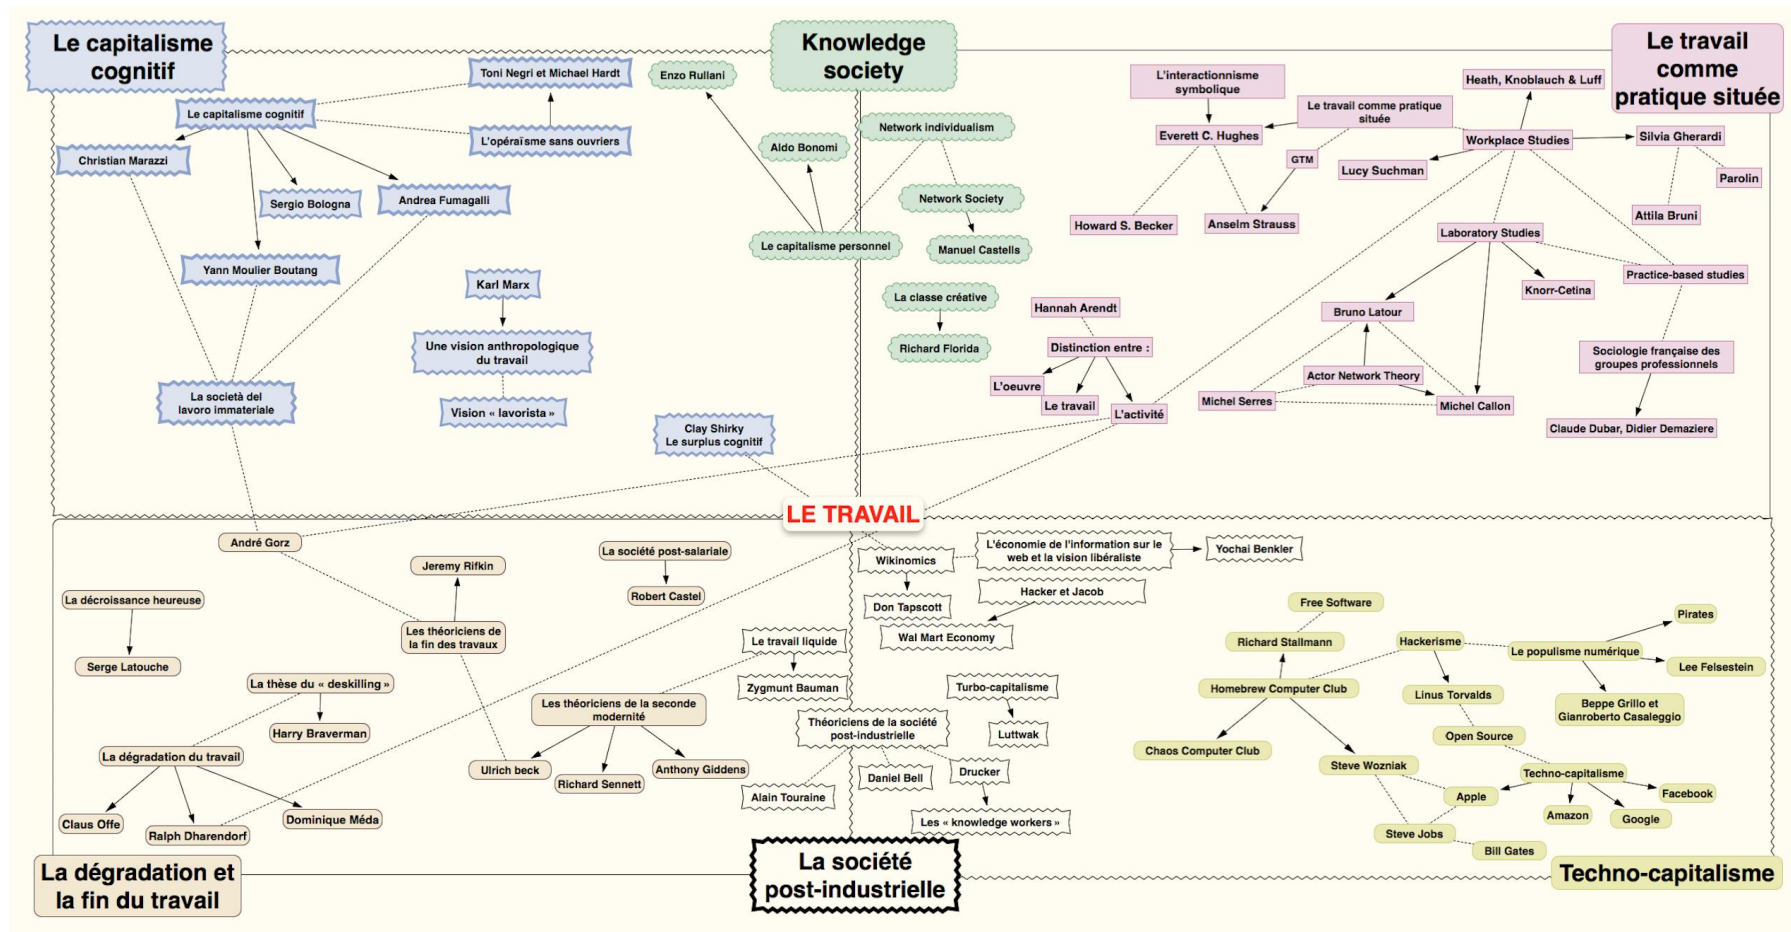 Le capitalisme
cognitif
Toni Negri et Michael Hardt
Le capitalisme cognitif
L'opéraïsme sans ouvriers
Christian Marazzi
Sergio Bologna
Andrea Fumagalli
Yann Moulier Boutang
Karl Marx
Une vision anthropologique
du travail
Vision « lavorista »
La società del
lavoro immateriale
Clay Shirky
Le surplus cognitif
Knowledge
society
Enzo Rullani
Network individualism
Aldo Bonomi
Network Society
Le capitalisme personnel
Manuel Castells
La classe créative
Richard Florida
Le travail
comme
pratique située
L'interactionnisme
symbolique
Heath, Knoblauch & Luff
Le travail comme pratique
située
Everett C. Hughes
Workplace Studies
Silvia Gherardi
GTM
Lucy Suchman
Parolin
Howard S. Becker
Anselm Strauss
Attila Bruni
Laboratory Studies
Practice-based studies
Knorr-Cetina
Hannah Arendt
Bruno Latour
Distinction entre :
Sociologie française des
groupes professionnels
L'oeuvre
Actor Network Theory
Le travail
L'activité
Michel Serres
Michel Callon
Claude Dubar, Didier Demaziere
LE TRAVAIL
André Gorz
Jeremy Rifkin
La société post-salariale
Robert Castel
La décroissance heureuse
Les théoriciens de
la fin des travaux
Serge Latouche
La thèse du « deskilling »
Harry Braverman
Les théoriciens de la seconde
modernité
La dégradation du travail
Ulrich beck
Richard Sennett
Anthony Giddens
Claus Offe
Ralph Dharendorf
Dominique Méda
La dégradation et
la fin du travail
Wikinomics
L'économie de l'information sur le
web et la vision libéraliste
Yochai Benkler
Don Tapscott
Hacker et Jacob
Wal Mart Economy
Le travail liquide
Zygmunt Bauman
Turbo-capitalisme
Théoriciens de la société
post-industrielle
Luttwak
Daniel Bell
Drucker
Alain Touraine
Les « knowledge workers »
La société
post-industrielle
Free Software
Richard Stallmann
Hackerisme
Pirates
Le populisme numérique
Lee Felsestein
Homebrew Computer Club
Linus Torvalds
Beppe Grillo et
Gianroberto Casaleggio
Chaos Computer Club
Open Source
Steve Wozniak
Techno-capitalisme
Apple
Facebook
Amazon
Google
Steve Jobs
Bill Gates
Techno-capitalisme